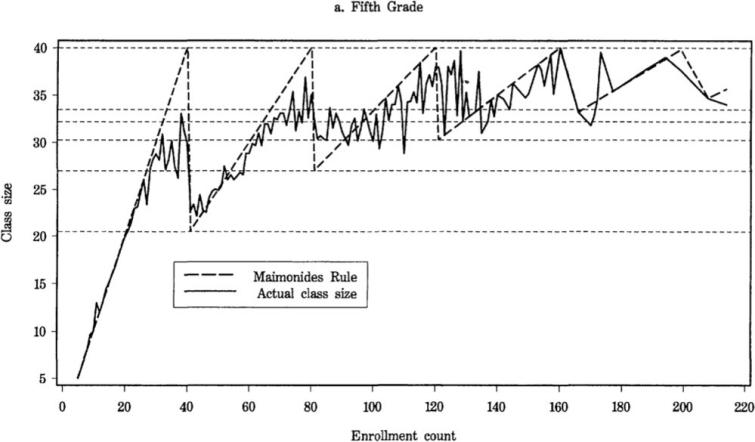 a. Fifth Grade
40
35
30
25
20
15
10
5
Class size
Maimonides Rule
Actual class size
0 20 40 60 80 100 120 140 160 180 200 220
Enrollment count